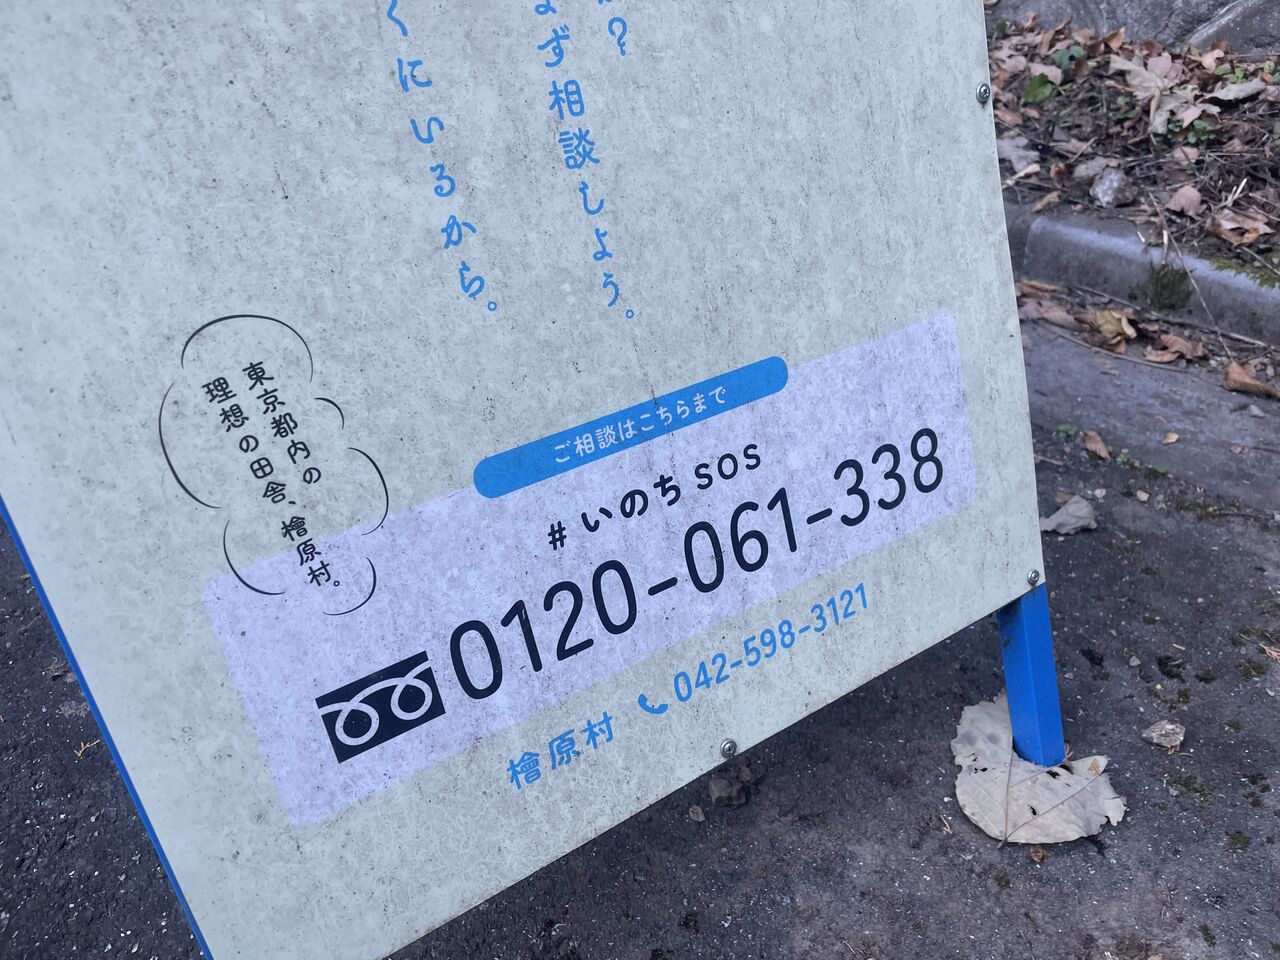 か?
まず相談しよう。
くにいるから。
東京都内の
理想の田舎、檜原村。
ご相談はこちらまで
#いのちSOS
0120-061-338
檜原村 042-598-3121